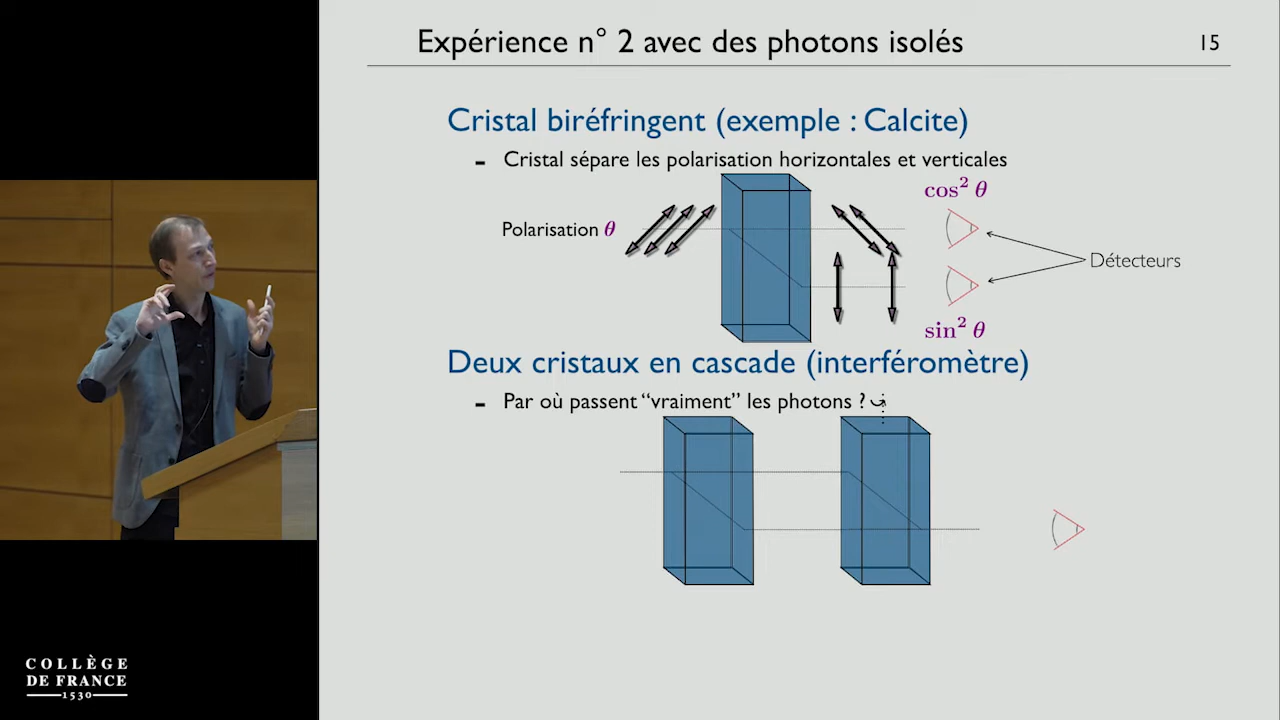 Expérience n° 2 avec des photons isolés
15
Cristal biréfringent (exemple : Calcite)
- Cristal sépare les polarisation horizontales et verticales
cos² θ
Polarisation θ
Détecteurs
sin² θ
Deux cristaux en cascade (interféromètre)
- Par où passent “vraiment” les photons ?
COLLÈGE
DE FRANCE
1530